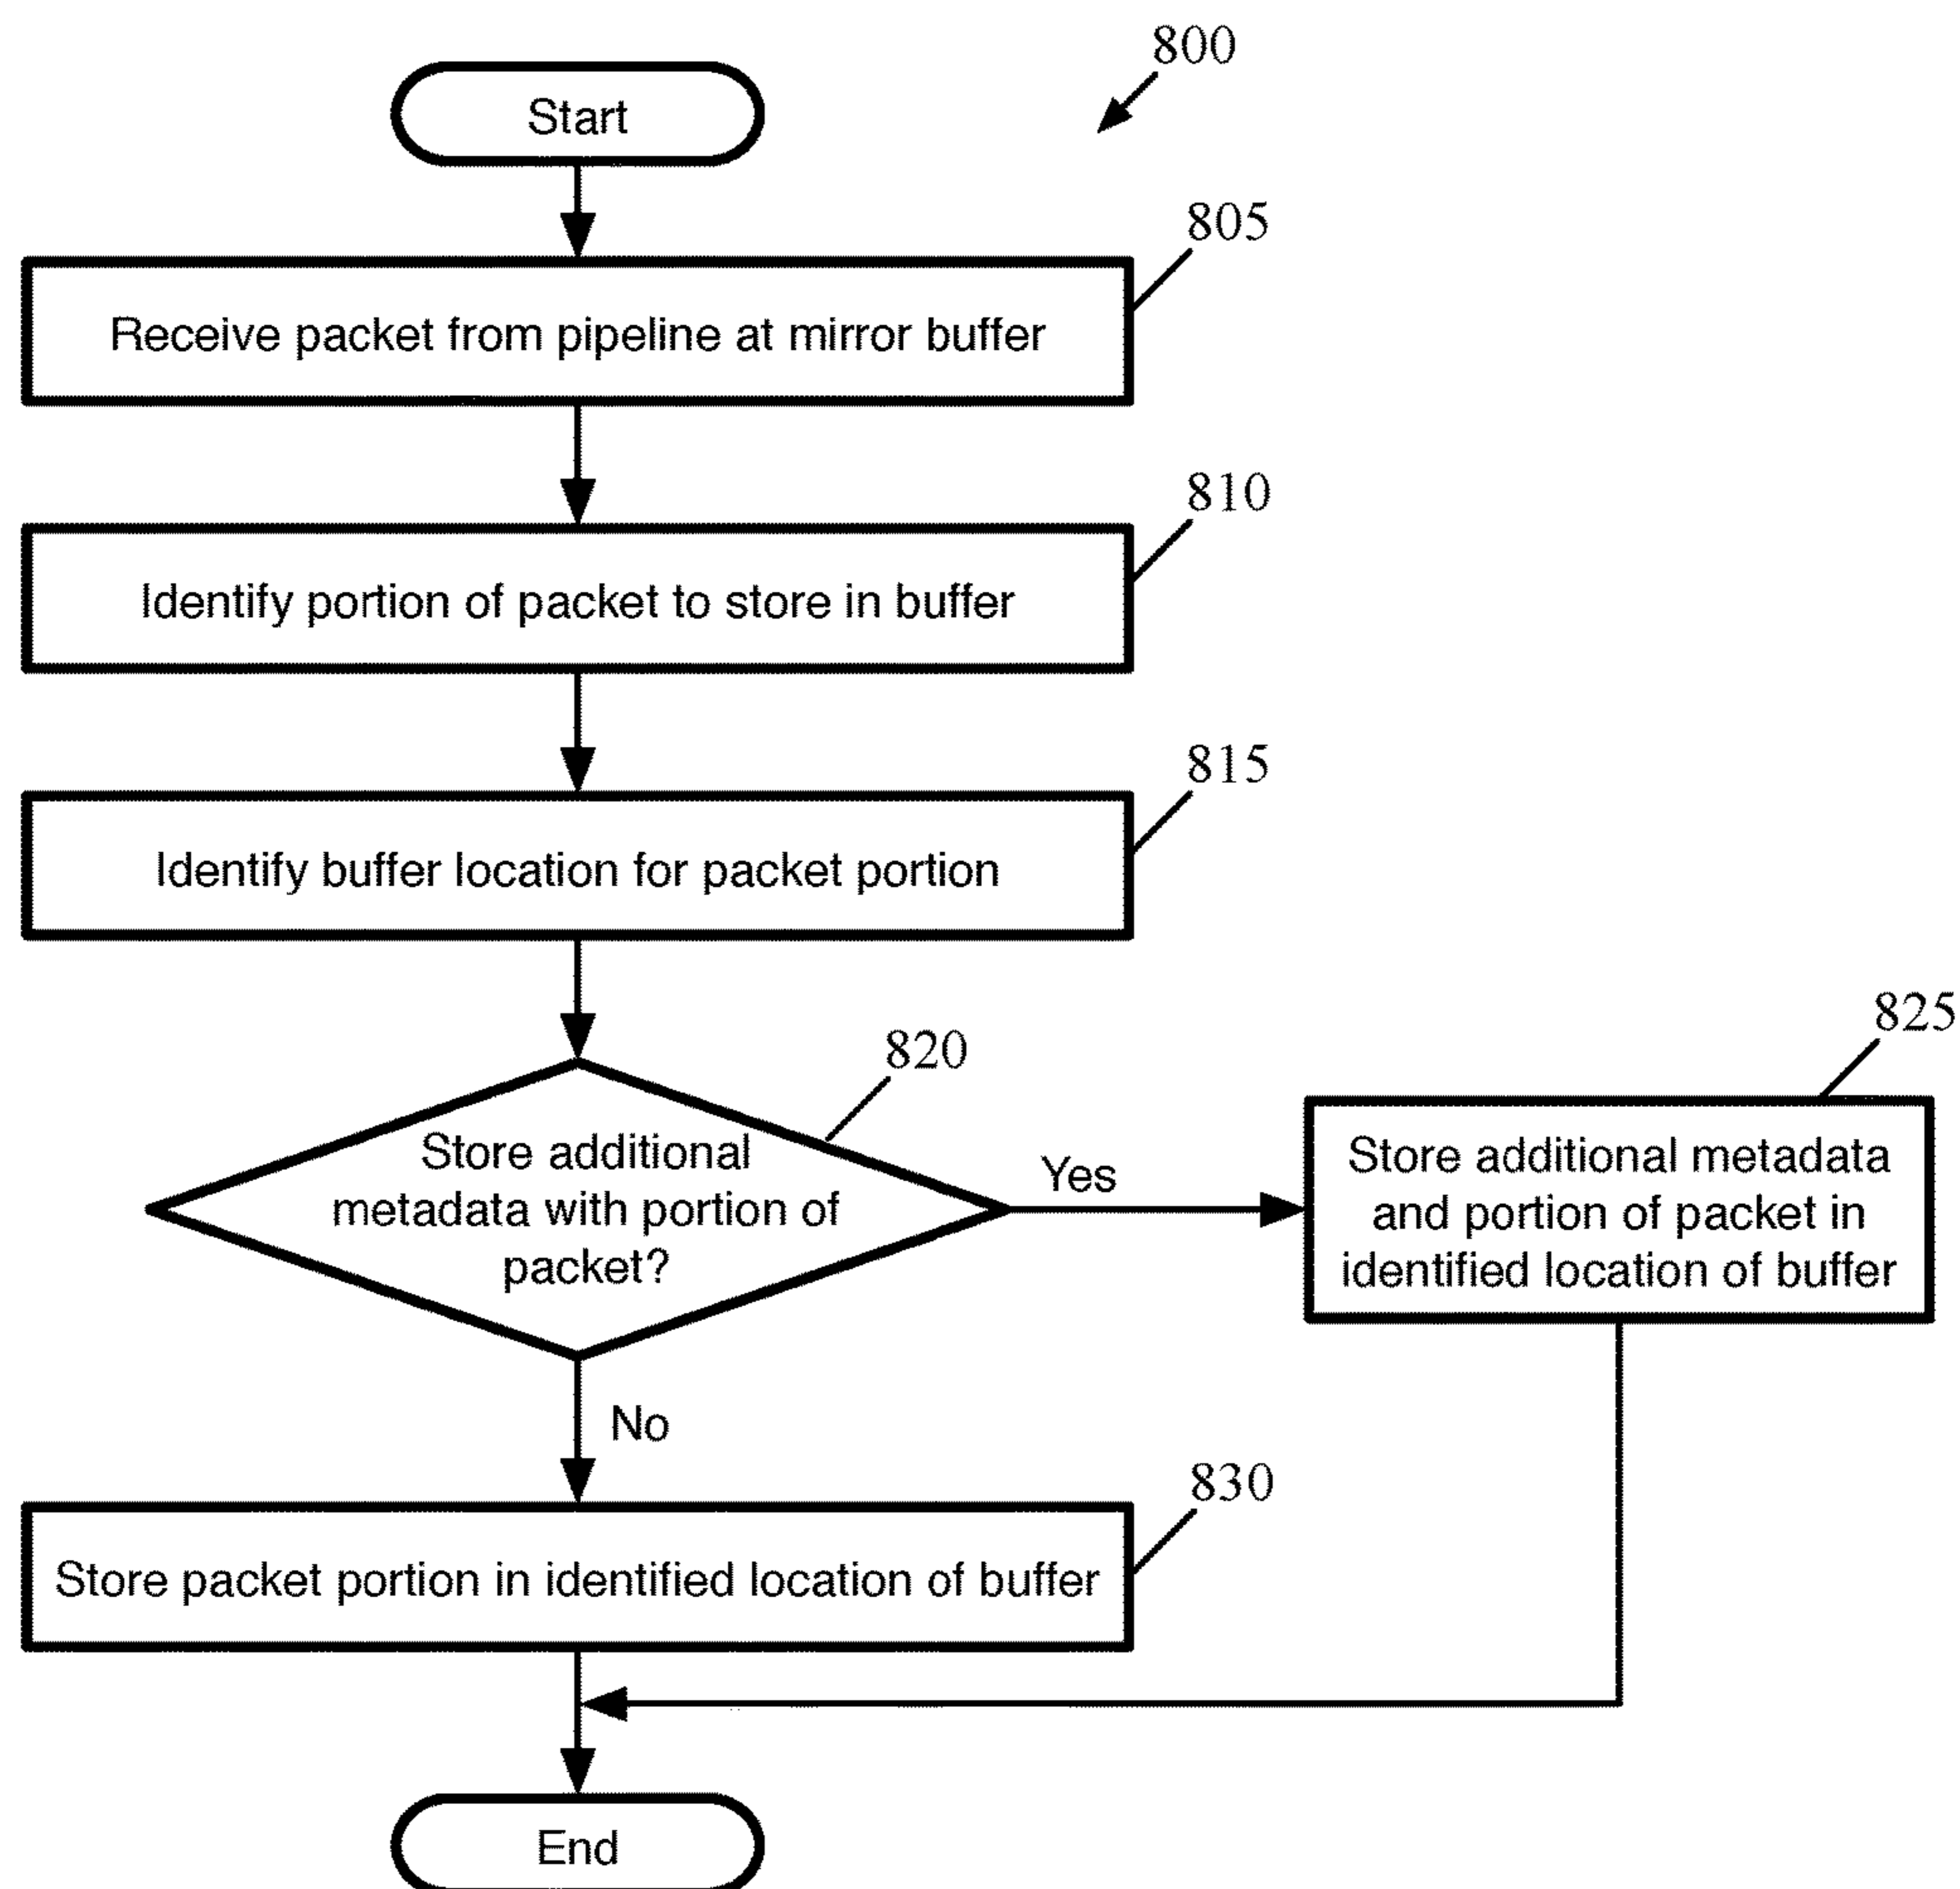 800
Start
805
Receive packet from pipeline at mirror buffer
810
Identify portion of packet to store in buffer
815
Identify buffer location for packet portion
820
Store additional
metadata with portion of
packet?
Yes
825
Store additional metadata
and portion of packet in
identified location of buffer
No
830
Store packet portion in identified location of buffer
End